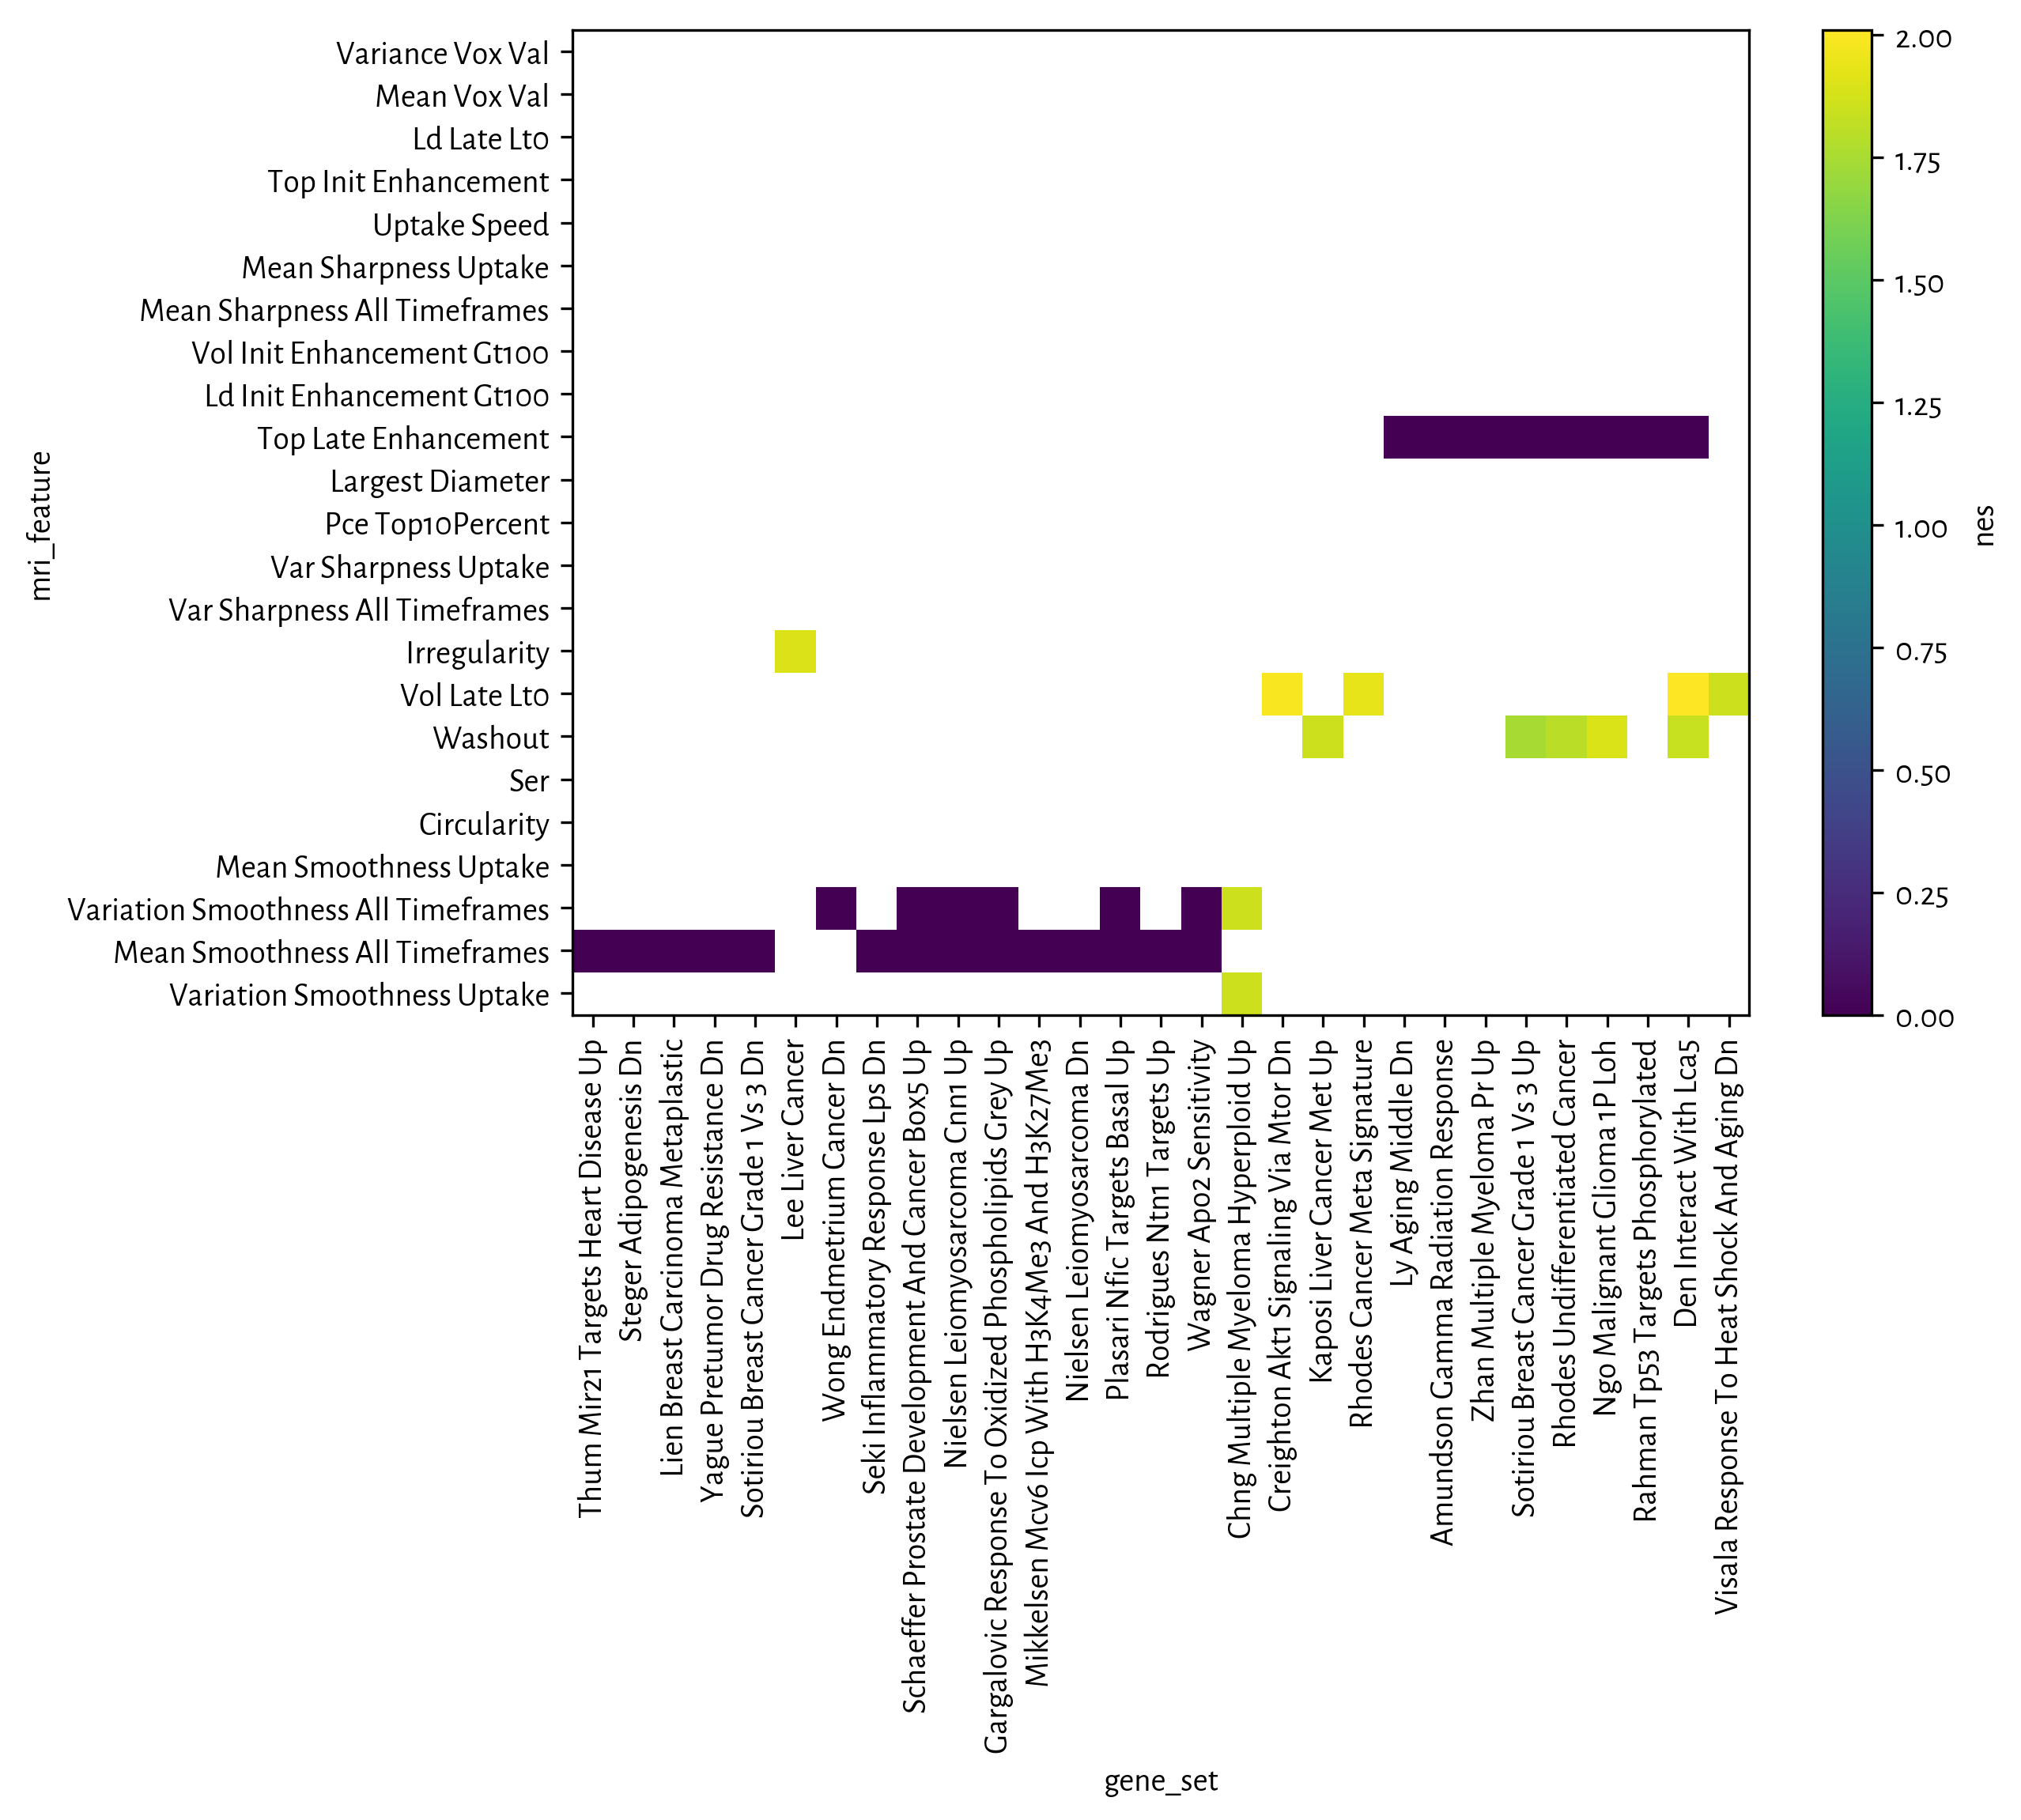 Variance Vox Val
Mean Vox Val
Ld Late Lt0
Top Init Enhancement
Uptake Speed
Mean Sharpness Uptake
Mean Sharpness All Timeframes
Vol Init Enhancement Gt100
Ld Init Enhancement Gt100
Top Late Enhancement
Largest Diameter
Pce Top10Percent
Var Sharpness Uptake
Var Sharpness All Timeframes
Irregularity
Vol Late Lt0
Washout
Ser
Circularity
Mean Smoothness Uptake
Variation Smoothness All Timeframes
Mean Smoothness All Timeframes
Variation Smoothness Uptake
mri_feature
Thum Mir21 Targets Heart Disease Up
Steger Adipogenesis Dn
Lien Breast Carcinoma Metaplastic
Yague Pretumor Drug Resistance Dn
Sotiriou Breast Cancer Grade 1 Vs 3 Dn
Lee Liver Cancer
Wong Endmetrium Cancer Dn
Seki Inflammatory Response Lps Dn
Schaeffer Prostate Development And Cancer Box5 Up
Nielsen Leiomyosarcoma Cnn1 Up
Gargalovic Response To Oxidized Phospholipids Grey Up
Mikkelsen Mcv6 Icp With H3K4Me3 And H3K27Me3
Nielsen Leiomyosarcoma Dn
Plasari Nfic Targets Basal Up
Rodrigues Ntn1 Targets Up
Wagner Apo2 Sensitivity
Chng Multiple Myeloma Hyperploid Up
Creighton Akt1 Signaling Via Mtor Dn
Kaposi Liver Cancer Met Up
Rhodes Cancer Meta Signature
Ly Aging Middle Dn
Amundson Gamma Radiation Response
Zhan Multiple Myeloma Pr Up
Sotiriou Breast Cancer Grade 1 Vs 3 Up
Rhodes Undifferentiated Cancer
Ngo Malignant Glioma 1P Loh
Rahman Tp53 Targets Phosphorylated
Den Interact With Lca5
Visala Response To Heat Shock And Aging Dn
gene_set
2.00
1.75
1.50
1.25
1.00
0.75
0.50
0.25
0.00
nes